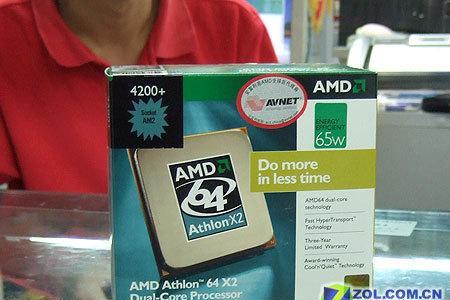 4200+
Socket
AM2
AVNET
AMD
ENERGY
EFFICIENT
65W
AMD
64
Athlon X2
Do more
in less time
AMD64 dual-core
technology
Fast HyperTransport™
Technology
Three-Year
Limited Warranty
Award-winning
Cool'n'Quiet™ Technology
AMD Athlon™ 64 X2
Dual-Core Processor
ZOL.COM.CN